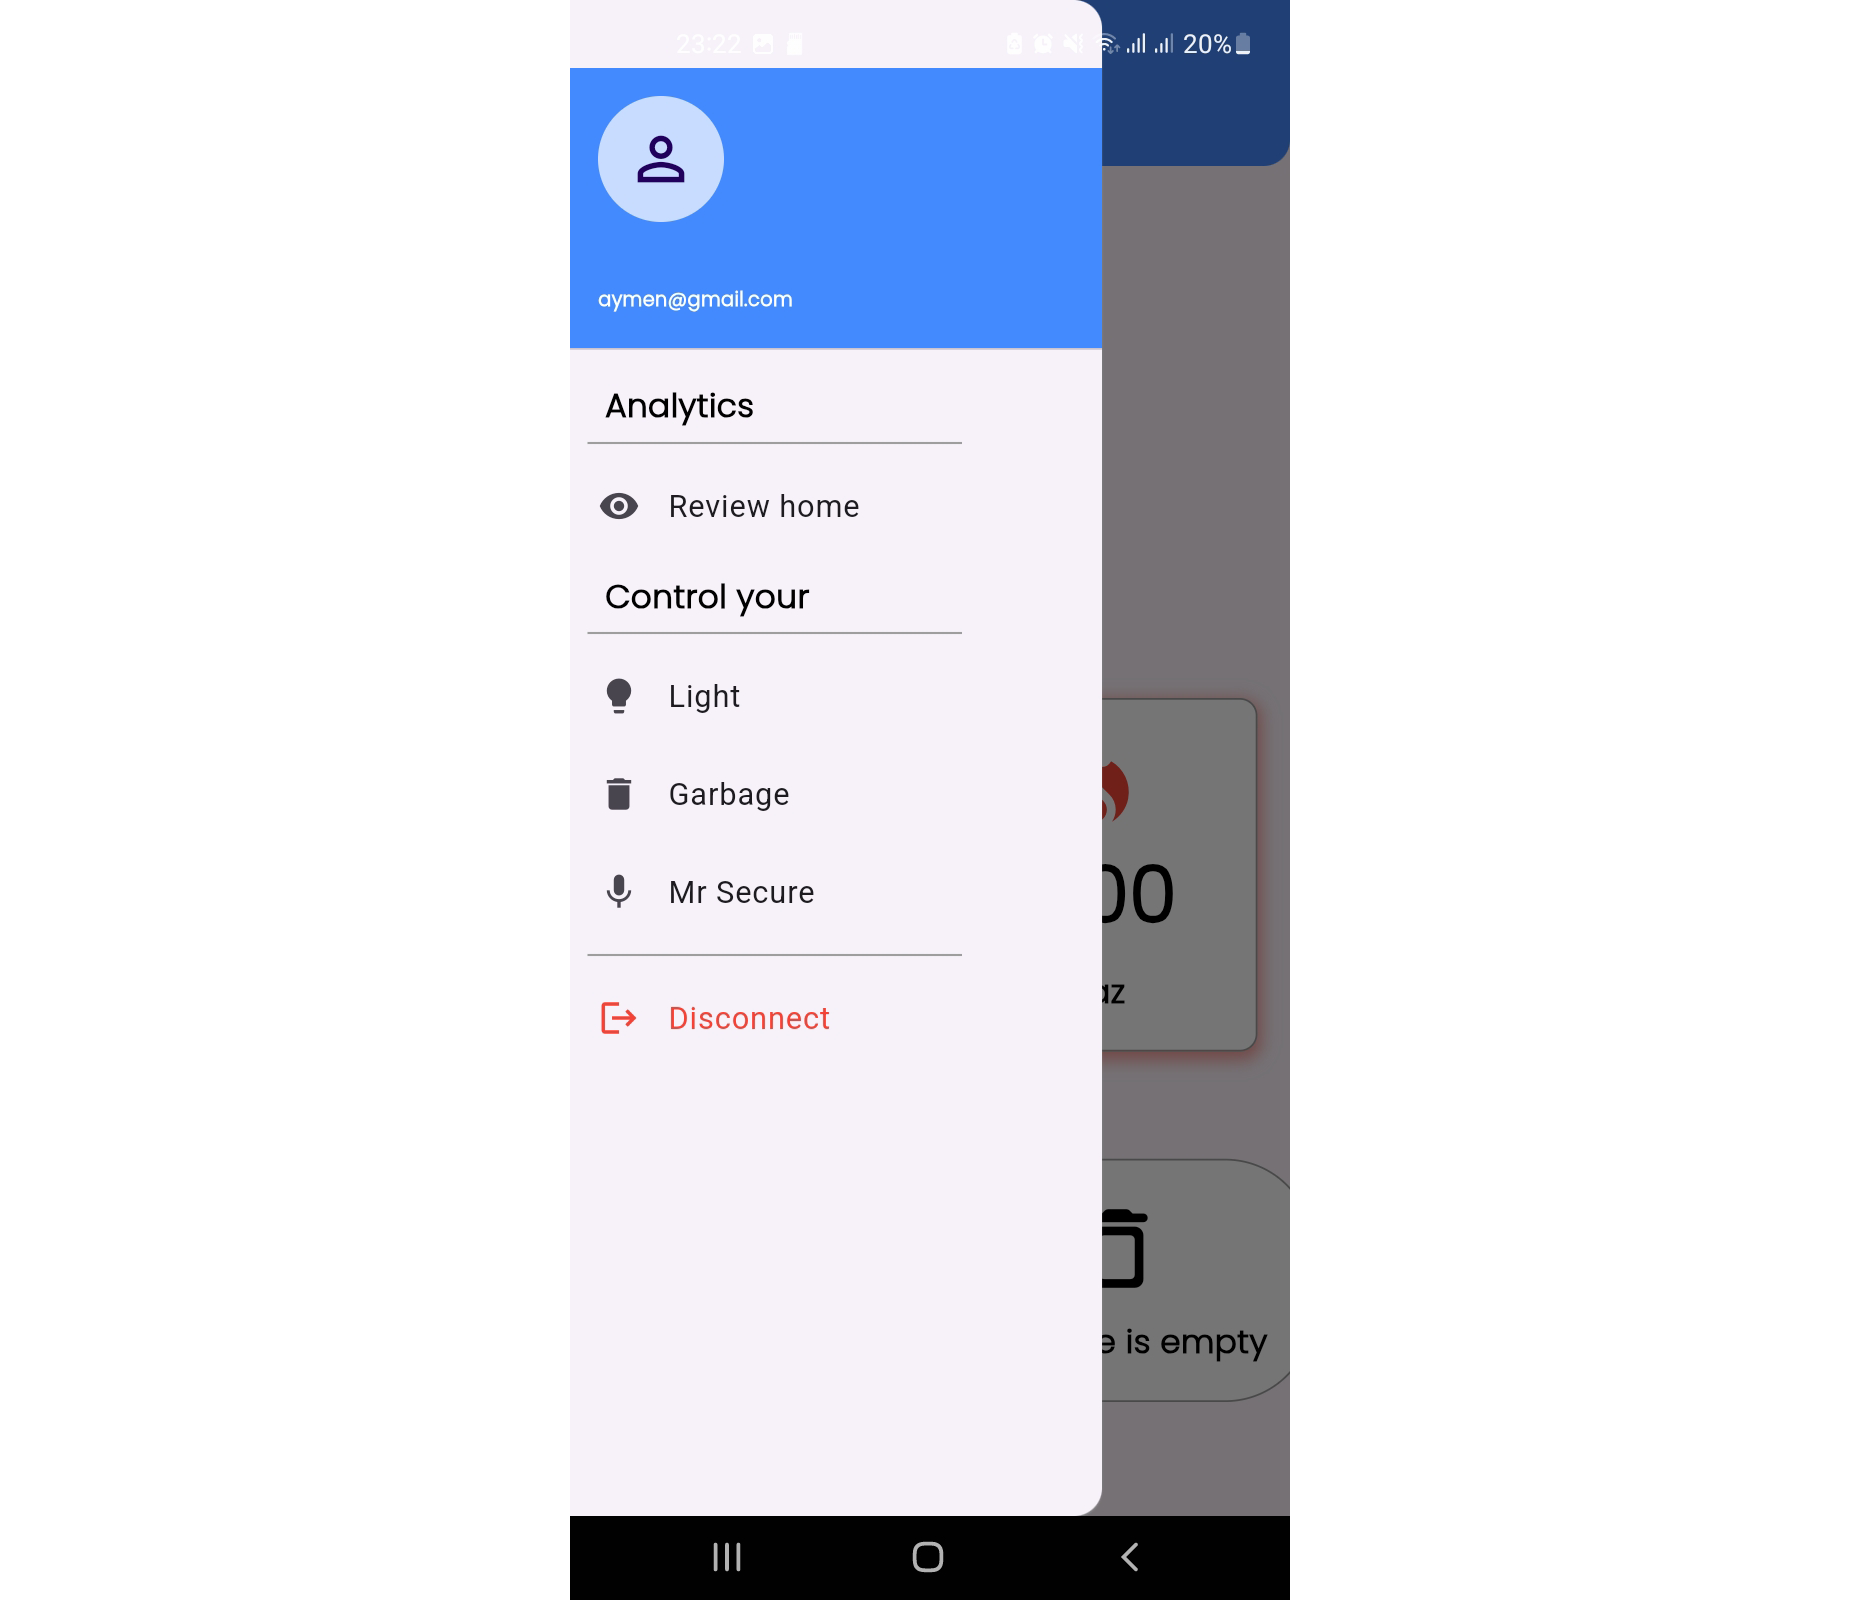 23:22 20%
aymen@gmail.com
Analytics
Review home
Control your
Light
Garbage
Mr Secure
00
az
Disconnect
e is empty